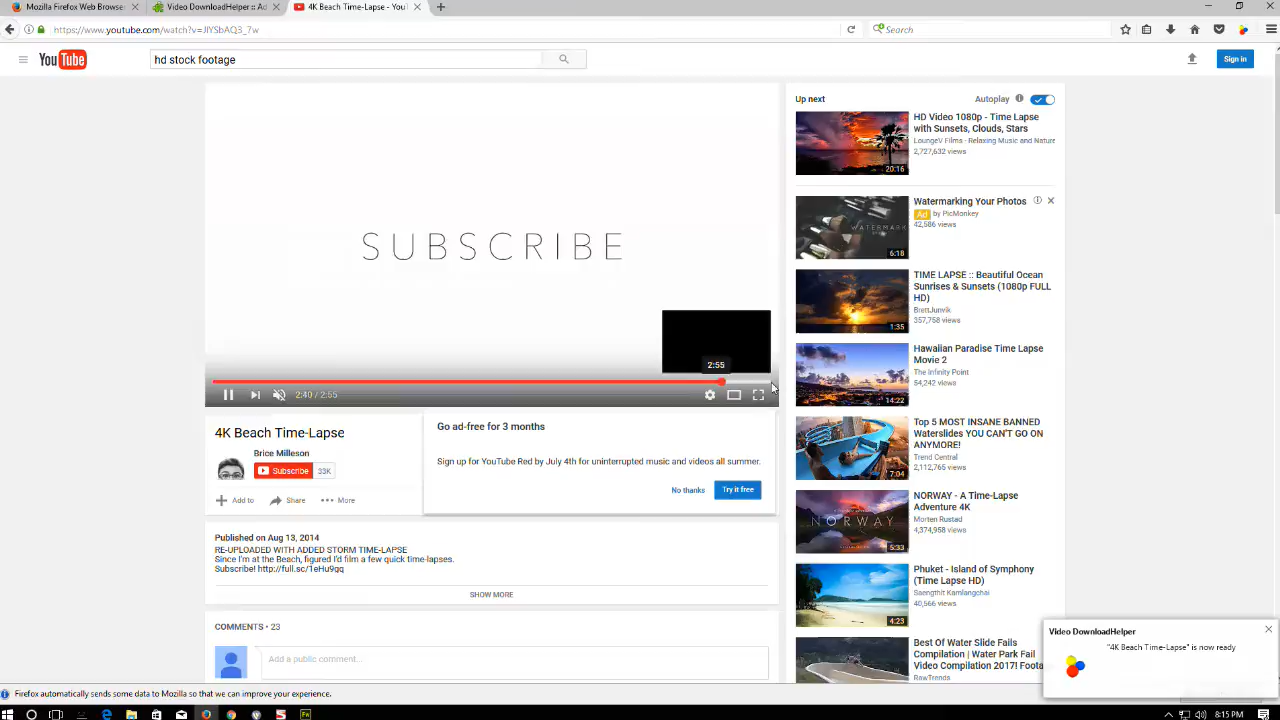 Mozilla Firefox Web Browser
Video DownloadHelper :: Ad
4K Beach Time-Lapse - YouT
https://www.youtube.com/watch?v=JIYSbAQ3_7w
Search
YouTube
hd stock footage
Sign in
SUBSCRIBE
2:55
2:40 / 2:55
4K Beach Time-Lapse
Brice Milleson
Subscribe 33K
Add to Share More
Go ad-free for 3 months
Sign up for YouTube Red by July 4th for uninterrupted music and videos all summer.
No thanks Try it free
Published on Aug 13, 2014
RE-UPLOADED WITH ADDED STORM TIME-LAPSE
Since I'm at the Beach, figured I'd film a few quick time-lapses.
Subscribe! http://full.sc/1eHu9gq
SHOW MORE
COMMENTS • 23
Add a public comment...
Up next
Autoplay
HD Video 1080p - Time Lapse
with Sunsets, Clouds, Stars
LoungeV Films - Relaxing Music and Nature
2,727,632 views
20:16
Watermarking Your Photos
Ad by PicMonkey
42,586 views
WATERMARK
6:18
TIME LAPSE :: Beautiful Ocean
Sunrises & Sunsets (1080p FULL
HD)
BrettJunvik
357,758 views
1:35
Hawaiian Paradise Time Lapse
Movie 2
The Infinity Point
54,242 views
14:22
Top 5 MOST INSANE BANNED
Waterslides YOU CAN'T GO ON
ANYMORE!
Trend Central
2,112,765 views
7:04
NORWAY - A Time-Lapse
Adventure 4K
Morten Rustad
4,374,958 views
NORWAY
5:33
Phuket - Island of Symphony
(Time Lapse HD)
Saengthit Kamlangchai
40,566 views
4:23
Best Of Water Slide Fails
Compilation | Water Park Fail
Video Compilation 2017! Foota
RawTrends
Video DownloadHelper
"4K Beach Time-Lapse" is now ready
Firefox automatically sends some data to Mozilla so that we can improve your experience.
8:15 PM